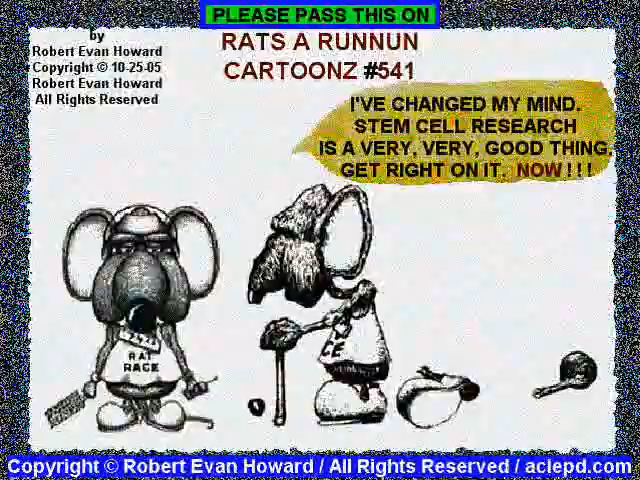 PLEASE PASS THIS ON
by
Robert Evan Howard
Copyright © 10-25-05
Robert Evan Howard
All Rights Reserved
RATS A RUNNUN
CARTOONZ #541
I'VE CHANGED MY MIND.
STEM CELL RESEARCH
IS A VERY, VERY, GOOD THING.
GET RIGHT ON IT. NOW ! ! !
RAT
RACE
CE
Copyright © Robert Evan Howard / All Rights Reserved / aclepd.com